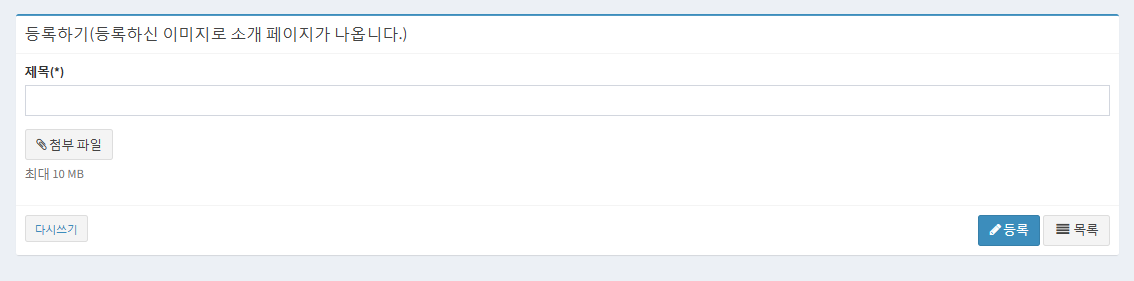 등록하기(등록하신 이미지로 소개 페이지가 나옵니다.)
제목(*)
첨부 파일
최대 10 MB
다시쓰기 등록 목록